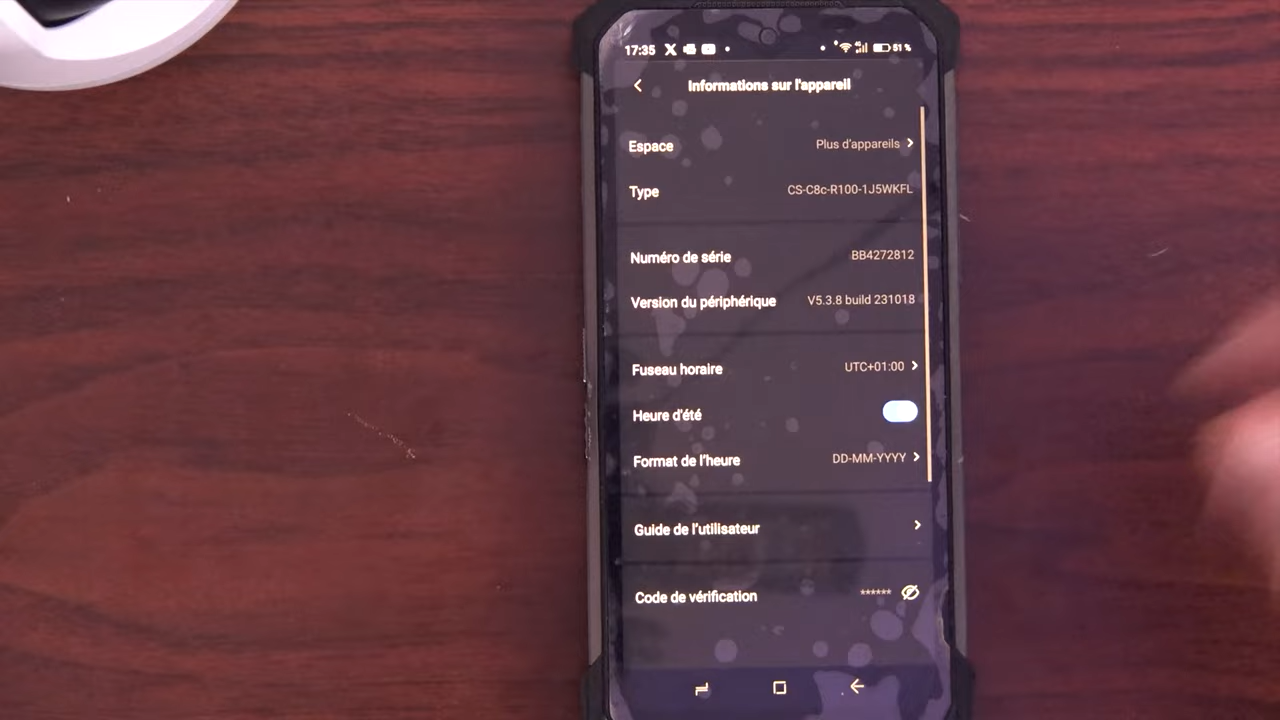 17:35 51 %
Informations sur l'appareil
Espace Plus d'appareils
Type CS-C8c-R100-1J5WKFL
Numéro de série BB4272812
Version du périphérique V5.3.8 build 231018
Fuseau horaire UTC+01:00
Heure d'été
Format de l'heure DD-MM-YYYY
Guide de l'utilisateur
Code de vérification ******